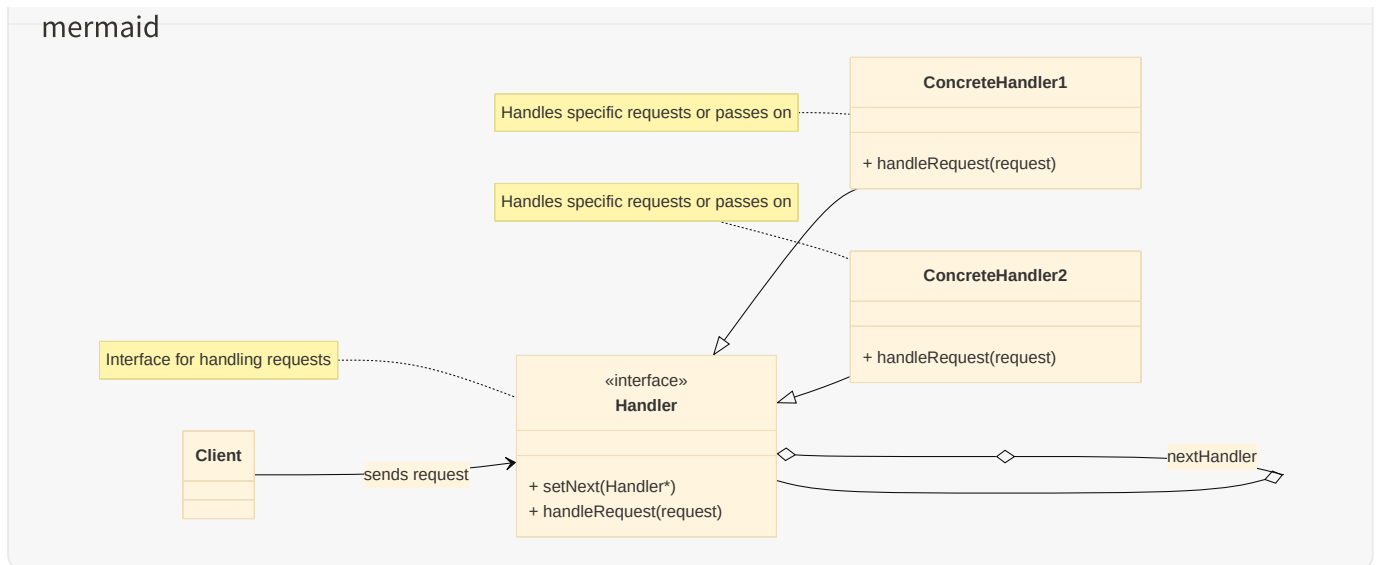 mermaid
ConcreteHandler1
Handles specific requests or passes on
+ handleRequest(request)
Handles specific requests or passes on
ConcreteHandler2
Interface for handling requests
+ handleRequest(request)
«interface»
Handler
Client
sends request
nextHandler
+ setNext(Handler*)
+ handleRequest(request)